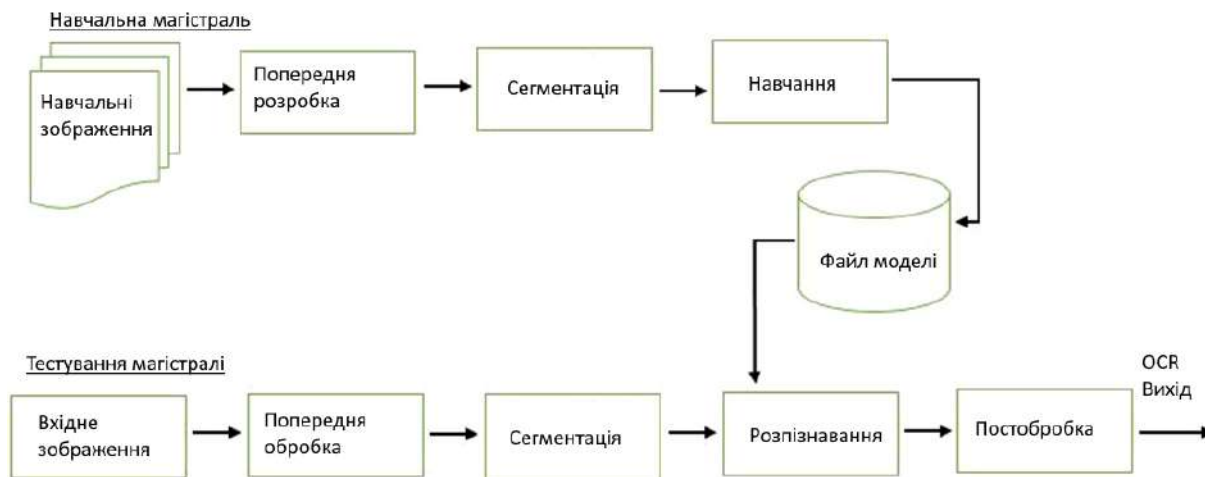 Навчальна магістраль
Навчальні
зображення
Попередня
розробка
Сегментація
Навчання
Файл моделі
Тестування магістралі
Вхідне
зображення
Попередня
обробка
Сегментація
Розпізнавання
Постобробка
OCR
Вихід